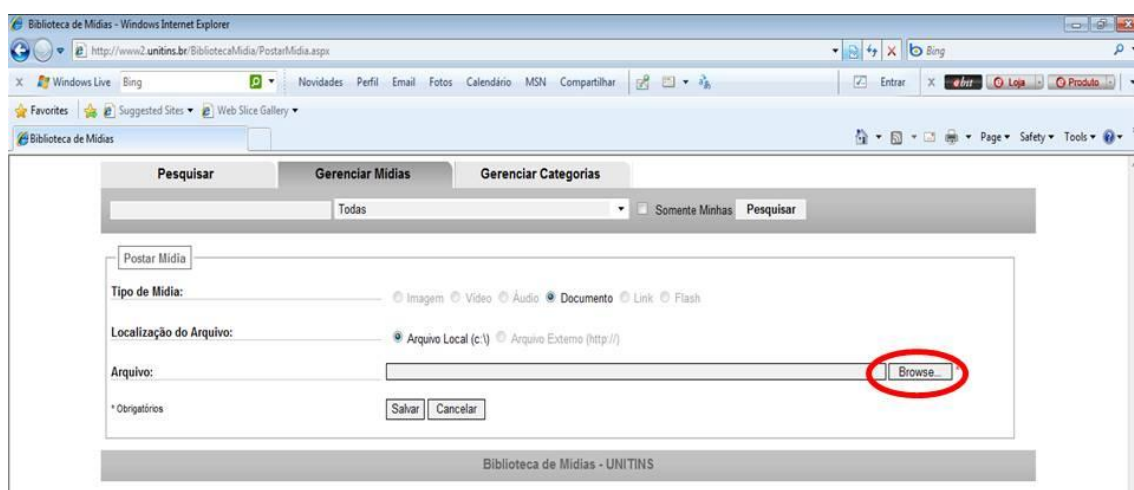 Biblioteca de Mídias - Windows Internet Explorer
http://www2.unitins.br/BibliotecaMidia/PostarMidia.aspx
Bing
X Windows Live Bing
Novidades Perfil Email Fotos Calendário MSN Compartilhar
Entrar X ebit Loja Produto
Favorites Suggested Sites Web Slice Gallery
Biblioteca de Mídias
Page Safety Tools
Pesquisar Gerenciar Mídias Gerenciar Categorias
Todas Somente Minhas Pesquisar
Postar Mídia
Tipo de Mídia: Imagem Vídeo Áudio Documento Link Flash
Localização do Arquivo: Arquivo Local (c:\) Arquivo Externo (http://)
Arquivo: Browse... *
* Obrigatórios Salvar Cancelar
Biblioteca de Mídias - UNITINS